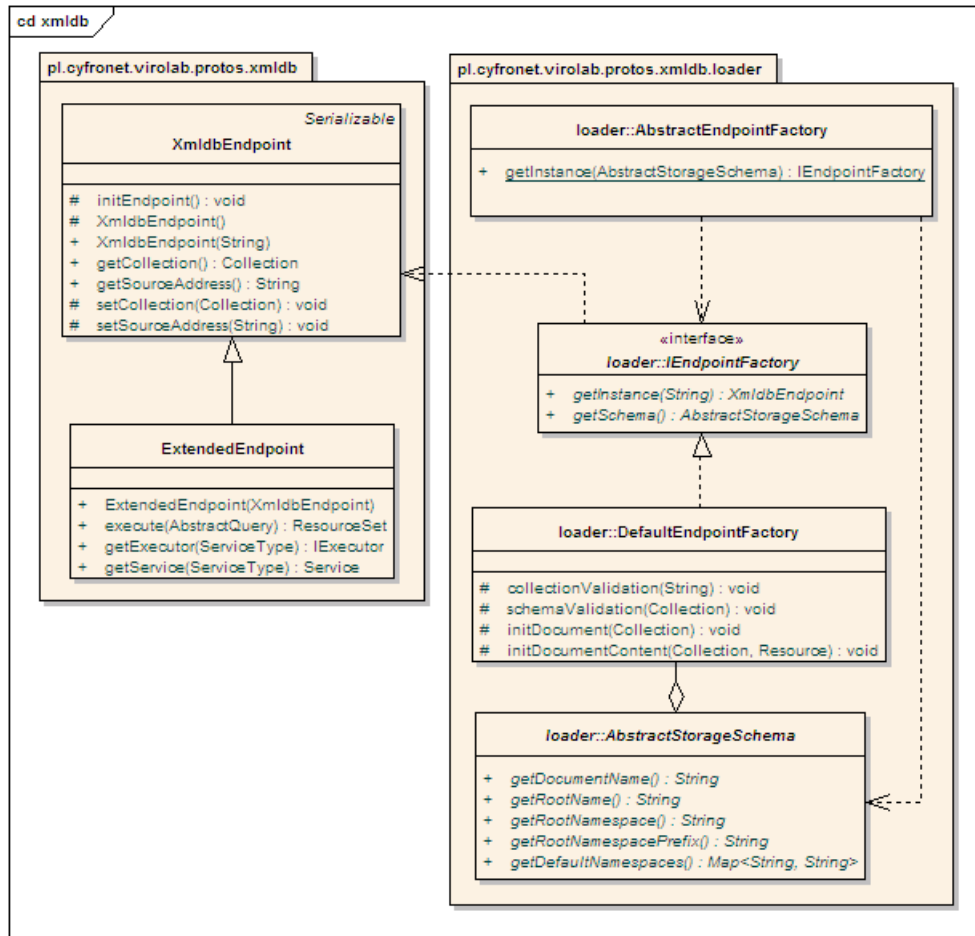 cd xmldb
pl.cyfronet.virolab.protos.xmldb
Serializable
XmldbEndpoint
# initEndpoint() : void
# XmldbEndpoint()
+ XmldbEndpoint(String)
+ getCollection() : Collection
+ getSourceAddress() : String
# setCollection(Collection) : void
# setSourceAddress(String) : void
ExtendedEndpoint
+ ExtendedEndpoint(XmldbEndpoint)
+ execute(AbstractQuery) : ResourceSet
+ getExecutor(ServiceType) : IExecutor
+ getService(ServiceType) : Service
pl.cyfronet.virolab.protos.xmldb.loader
loader::AbstractEndpointFactory
+ getInstance(AbstractStorageSchema) : IEndpointFactory
«interface»
loader::IEndpointFactory
+ getInstance(String) : XmldbEndpoint
+ getSchema() : AbstractStorageSchema
loader::DefaultEndpointFactory
# collectionValidation(String) : void
# schemaValidation(Collection) : void
# initDocument(Collection) : void
# initDocumentContent(Collection, Resource) : void
loader::AbstractStorageSchema
+ getDocumentName() : String
+ getRootName() : String
+ getRootNamespace() : String
+ getRootNamespacePrefix() : String
+ getDefaultNamespaces() : Map<String, String>